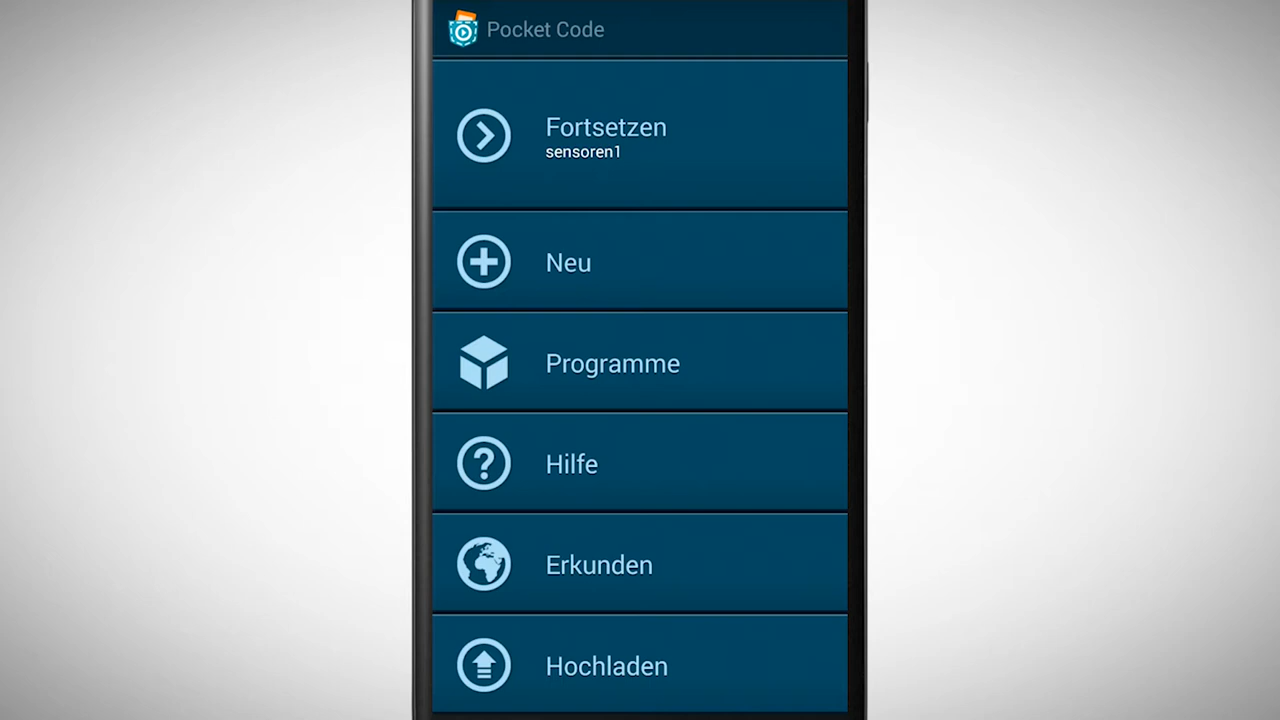 Pocket Code
Fortsetzen
sensoren1
Neu
Programme
Hilfe
Erkunden
Hochladen